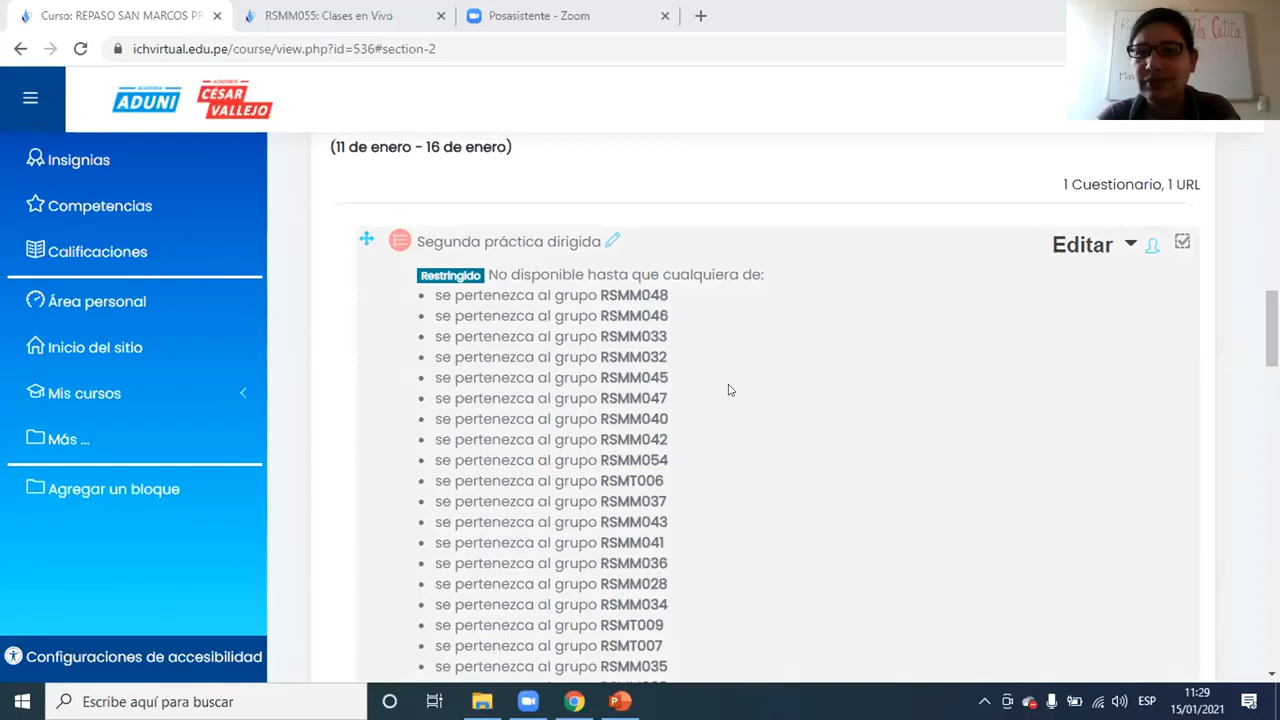 Curso: REPASO SAN MARCOS PR
RSMM055: Clases en Vivo
Posasistente - Zoom
ichvirtual.edu.pe/course/view.php?id=536#section-2
ACADEMIA ADUNI
ACADEMIA CÉSAR VALLEJO
Insignias
Competencias
Calificaciones
Área personal
Inicio del sitio
Mis cursos
Más ...
Agregar un bloque
Configuraciones de accesibilidad
(11 de enero - 16 de enero)
1 Cuestionario, 1 URL
Segunda práctica dirigida
Editar
Restringido No disponible hasta que cualquiera de:
se pertenezca al grupo RSMM048
se pertenezca al grupo RSMM046
se pertenezca al grupo RSMM033
se pertenezca al grupo RSMM032
se pertenezca al grupo RSMM045
se pertenezca al grupo RSMM047
se pertenezca al grupo RSMM040
se pertenezca al grupo RSMM042
se pertenezca al grupo RSMM054
se pertenezca al grupo RSMT006
se pertenezca al grupo RSMM037
se pertenezca al grupo RSMM043
se pertenezca al grupo RSMM041
se pertenezca al grupo RSMM036
se pertenezca al grupo RSMM028
se pertenezca al grupo RSMM034
se pertenezca al grupo RSMT009
se pertenezca al grupo RSMT007
se pertenezca al grupo RSMM035
Escribe aquí para buscar
ESP
11:29
15/01/2021